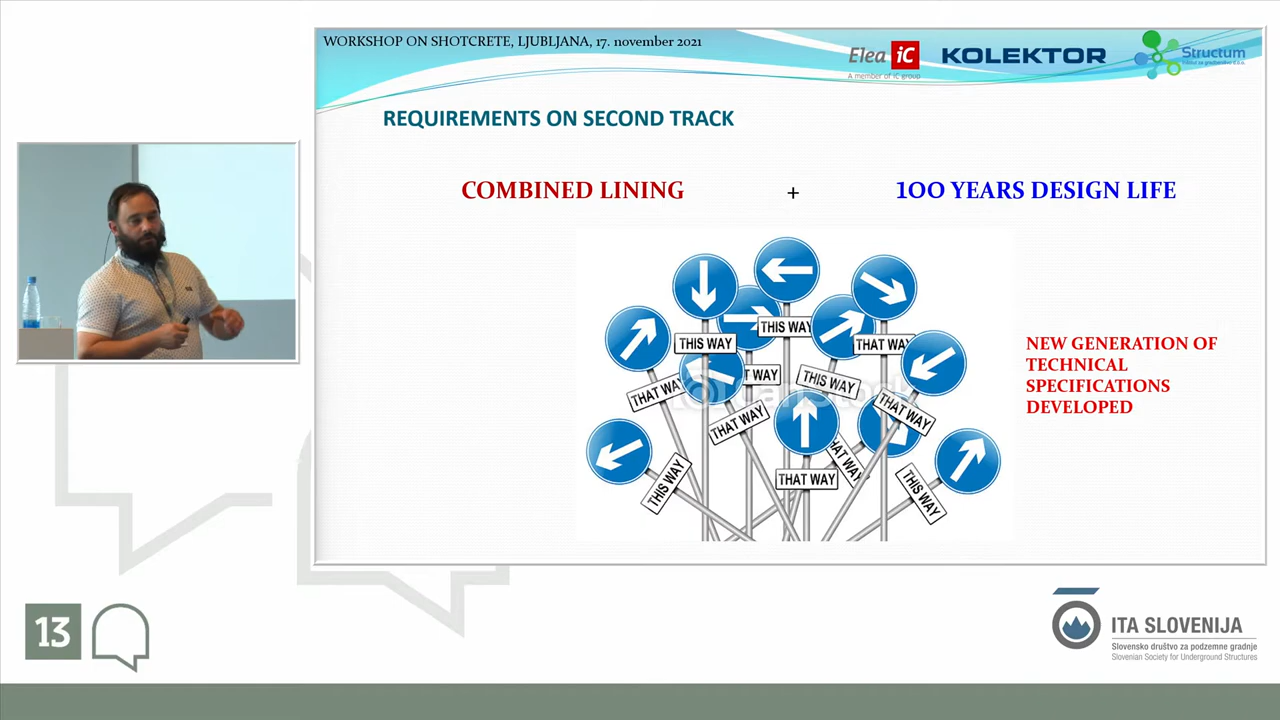 WORKSHOP ON SHOTCRETE, LJUBLJANA, 17. november 2021
Elea iC
A member of iC group
KOLEKTOR
Structum
REQUIREMENTS ON SECOND TRACK
COMBINED LINING + 1OO YEARS DESIGN LIFE
THIS WAY
THIS WAY
THAT WAY
THAT WAY
T WAY
THIS WAY
THAT WAY
THAT WAY
THIS WAY
THAT WAY
THAT WAY
THIS WAY
NEW GENERATION OF
TECHNICAL
SPECIFICATIONS
DEVELOPED
13
ITA SLOVENIJA
Slovensko društvo za podzemne gradnje
Slovenian Society for Underground Structures